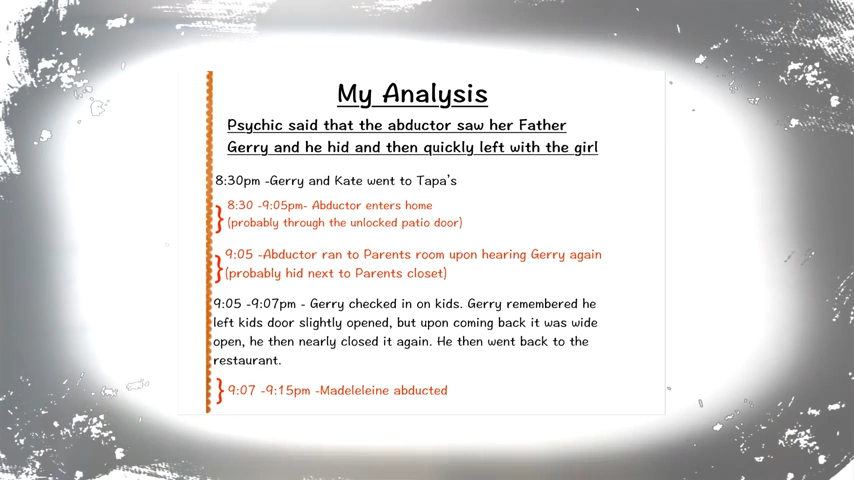 My Analysis
Psychic said that the abductor saw her Father
Gerry and he hid and then quickly left with the girl
8:30pm -Gerry and Kate went to Tapa's
8:30 -9:05pm- Abductor enters home
(probably through the unlocked patio door)
9:05 -Abductor ran to Parents room upon hearing Gerry again
(probably hid next to Parents closet)
9:05 -9:07pm - Gerry checked in on kids. Gerry remembered he
left kids door slightly opened, but upon coming back it was wide
open, he then nearly closed it again. He then went back to the
restaurant.
9:07 -9:15pm -Madeleleine abducted